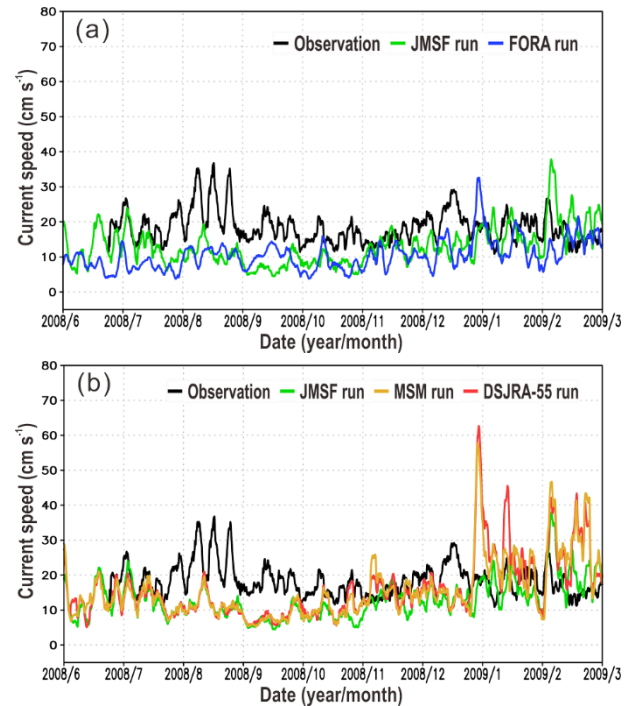 (a)
Observation JMSF run FORA run
Current speed (cm s⁻¹)
80
70
60
50
40
30
20
10
0
2008/6 2008/7 2008/8 2008/9 2008/10 2008/11 2008/12 2009/1 2009/2 2009/3
Date (year/month)
(b)
Observation JMSF run MSM run DSJRA-55 run
Current speed (cm s⁻¹)
80
70
60
50
40
30
20
10
0
2008/6 2008/7 2008/8 2008/9 2008/10 2008/11 2008/12 2009/1 2009/2 2009/3
Date (year/month)